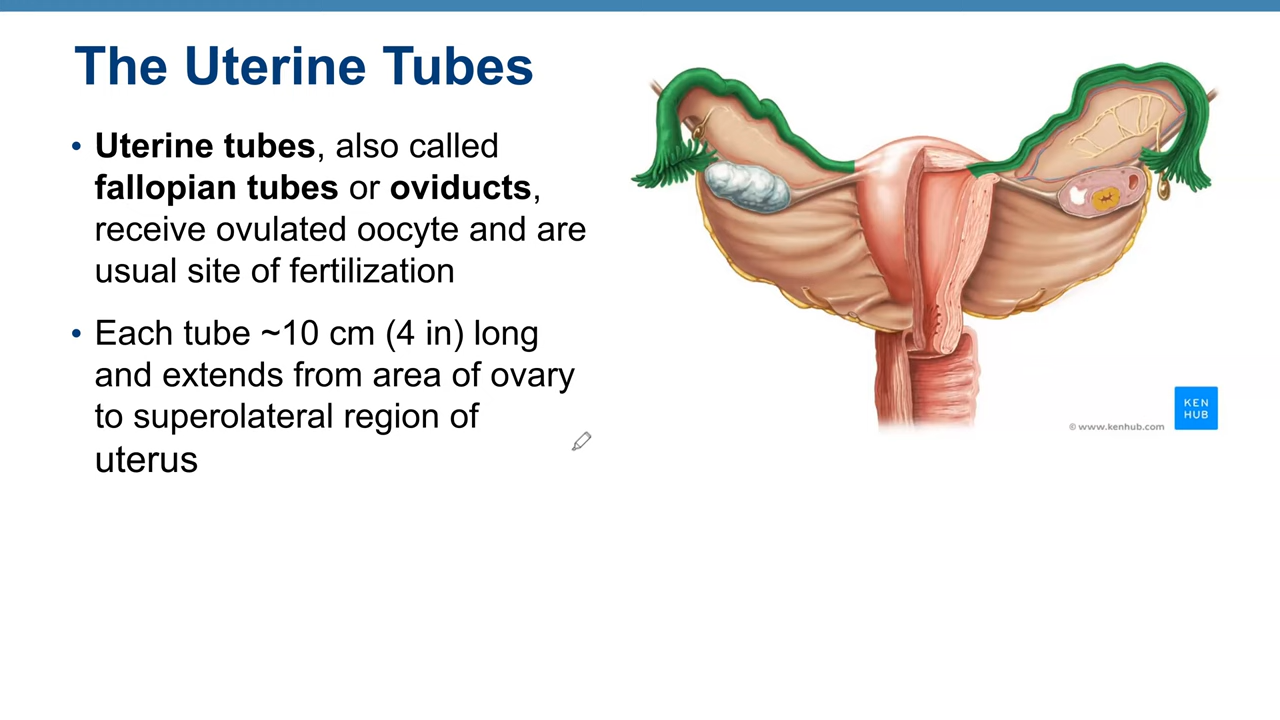 The Uterine Tubes
• Uterine tubes, also called
fallopian tubes or oviducts,
receive ovulated oocyte and are
usual site of fertilization
• Each tube ~10 cm (4 in) long
and extends from area of ovary
to superolateral region of
uterus
KEN
HUB
© www.kenhub.com